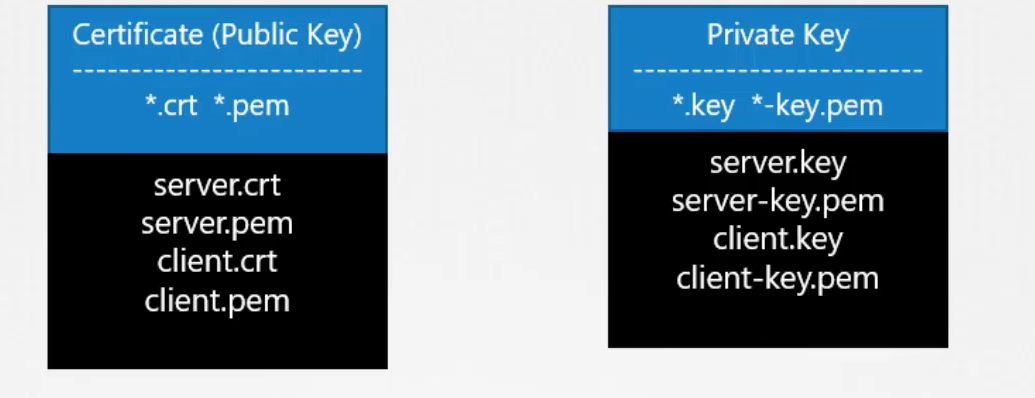 Certificate (Public Key)
-------------------------
*.crt *.pem
server.crt
server.pem
client.crt
client.pem
Private Key
-------------------------
*.key *-key.pem
server.key
server-key.pem
client.key
client-key.pem